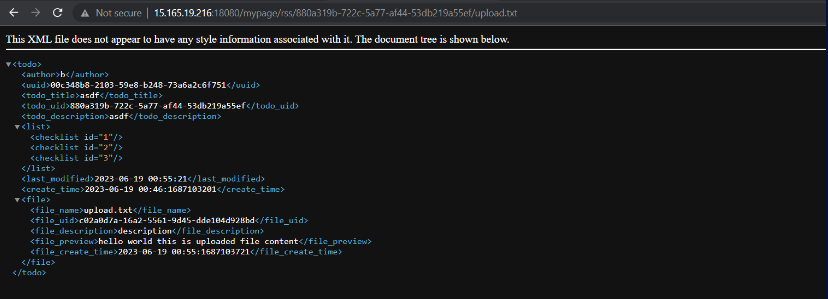 Not secure 15.165.19.216:18080/mypage/rss/880a319b-722c-5a77-af44-53db219a55ef/upload.txt
This XML file does not appear to have any style information associated with it. The document tree is shown below.
▼<todo>
<author>b</author>
<uuid>00c348b8-2103-59e8-b248-73a6a2c6f751</uuid>
<todo_title>asdf</todo_title>
<todo_uid>880a319b-722c-5a77-af44-53db219a55ef</todo_uid>
<todo_description>asdf</todo_description>
▼<list>
<checklist id="1"/>
<checklist id="2"/>
<checklist id="3"/>
</list>
<last_modified>2023-06-19 00:55:21</last_modified>
<create_time>2023-06-19 00:46:1687103201</create_time>
▼<file>
<file_name>upload.txt</file_name>
<file_uid>c02a0d7a-16a2-5561-9d45-dde104d928bd</file_uid>
<file_description>description</file_description>
<file_preview>hello world this is uploaded file content</file_preview>
<file_create_time>2023-06-19 00:55:1687103721</file_create_time>
</file>
</todo>